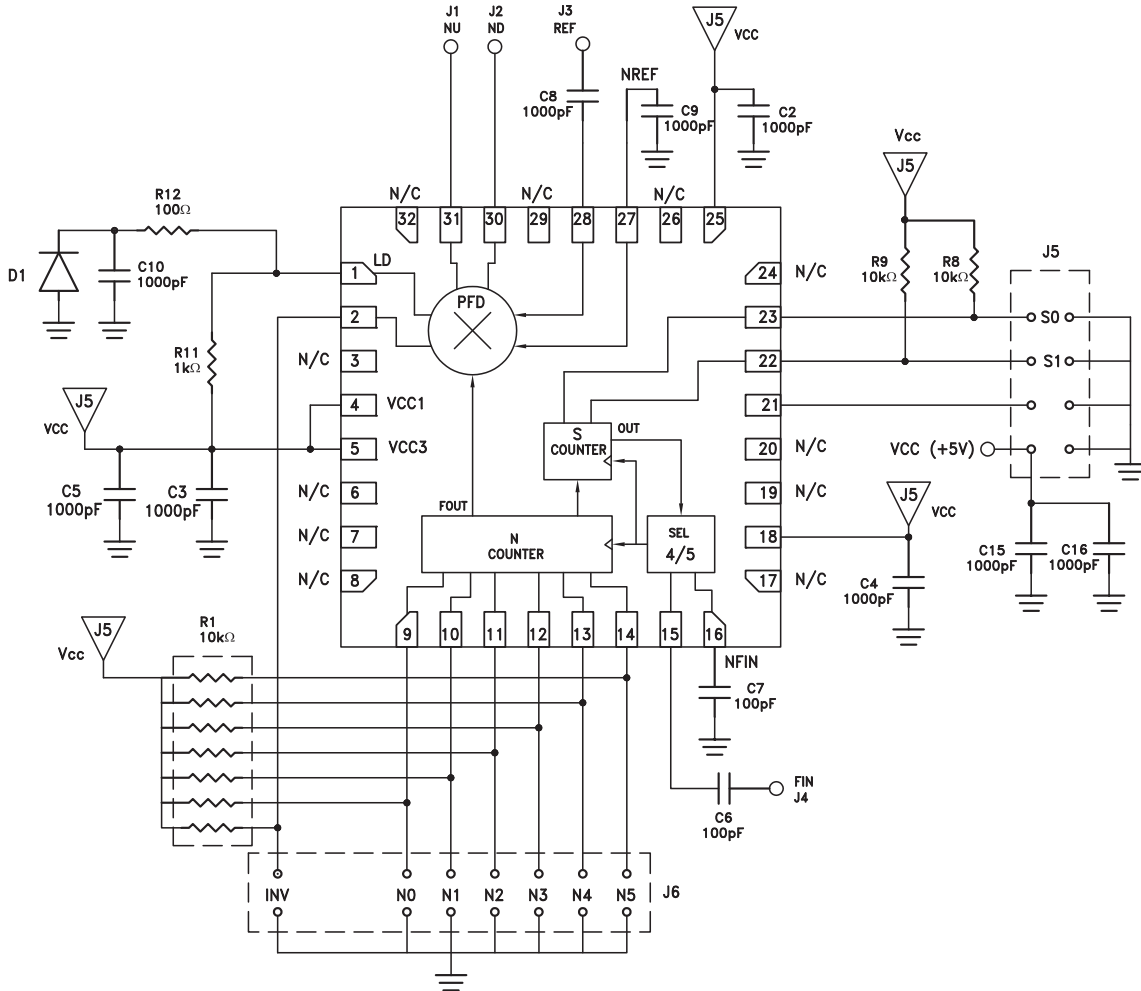 J1
NU
J2
ND
J3
REF
J5
VCC
C8
1000pF
NREF
C9
1000pF
C2
1000pF
Vcc
J5
R12
100Ω
N/C
N/C
N/C
32
31
30
29
28
27
26
25
D1
C10
1000pF
1
LD
2
3
N/C
4
VCC1
5
VCC3
6
N/C
7
N/C
8
N/C
R11
1kΩ
J5
VCC
C5
1000pF
C3
1000pF
PFD
S
COUNTER
OUT
FOUT
N
COUNTER
SEL
4/5
24
N/C
23
22
21
20
N/C
19
N/C
18
17
N/C
R9
10kΩ
R8
10kΩ
J5
S0
S1
VCC (+5V)
J5
VCC
C4
1000pF
C15
1000pF
C16
1000pF
9
10
11
12
13
14
15
16
NFIN
C7
100pF
C6
100pF
FIN
J4
R1
10kΩ
J5
Vcc
INV
N0
N1
N2
N3
N4
N5
J6